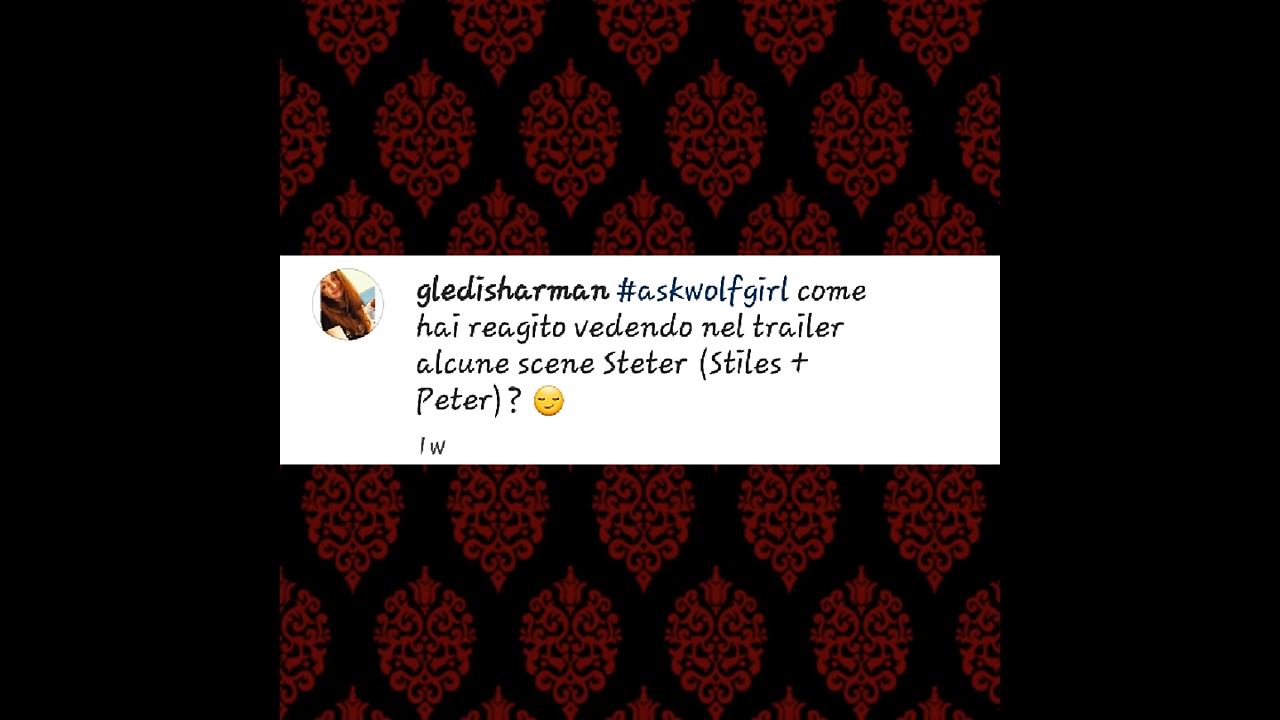 gledisharman #askwolfgirl come
hai reagito vedendo nel trailer
alcune scene Steter (Stiles +
Peter)? 😏
1w